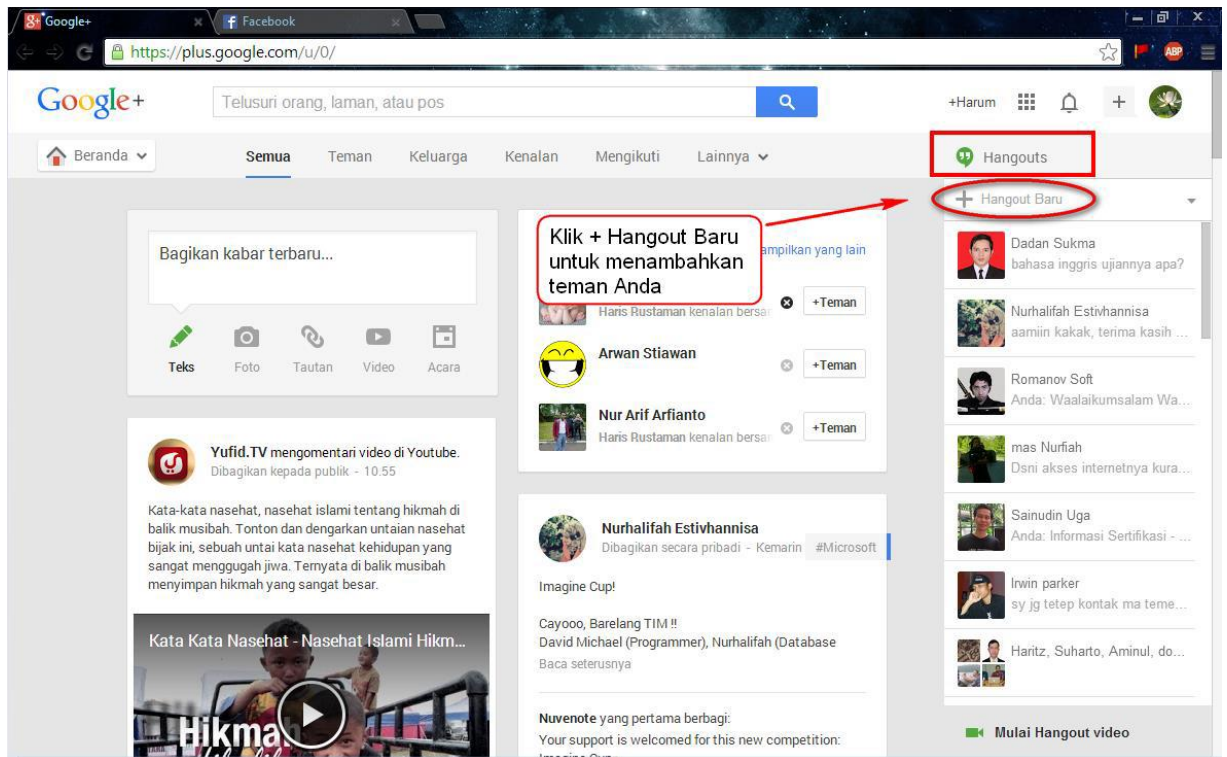 Google+
Facebook
https://plus.google.com/u/0/
ABP
Google+
Telusuri orang, laman, atau pos
+Harum
Beranda
Semua
Teman
Keluarga
Kenalan
Mengikuti
Lainnya
Hangouts
Hangout Baru
Klik + Hangout Baru
untuk menambahkan
teman Anda
Bagikan kabar terbaru...
Teks
Foto
Tautan
Video
Acara
ampilkan yang lain
Haris Rustaman kenalan bersa
+Teman
Arwan Stiawan
+Teman
Nur Arif Arfianto
Haris Rustaman kenalan bersa
+Teman
Yufid.TV mengomentari video di Youtube.
Dibagikan kepada publik - 10.55
Kata-kata nasehat, nasehat islami tentang hikmah di
balik musibah. Tonton dan dengarkan untaian nasehat
bijak ini, sebuah untai kata nasehat kehidupan yang
sangat menggugah jiwa. Ternyata di balik musibah
menyimpan hikmah yang sangat besar.
Kata Kata Nasehat - Nasehat Islami Hikm...
Hikmah
Nurhalifah Estivhannisa
Dibagikan secara pribadi - Kemarin
#Microsoft
Imagine Cup!
Cayooo, Barelang TIM !!
David Michael (Programmer), Nurhalifah (Database
Baca seterusnya
Nuvenote yang pertama berbagi:
Your support is welcomed for this new competition:
Imagine Cup
Dadan Sukma
bahasa inggris ujiannya apa?
Nurhalifah Estivhannisa
aamiin kakak, terima kasih ...
Romanov Soft
Anda: Waalaikumsalam Wa...
mas Nurfiah
Dsni akses internetnya kura...
Sainudin Uga
Anda: Informasi Sertifikasi - ...
Irwin parker
sy jg tetep kontak ma teme...
Haritz, Suharto, Aminul, do...
Mulai Hangout video